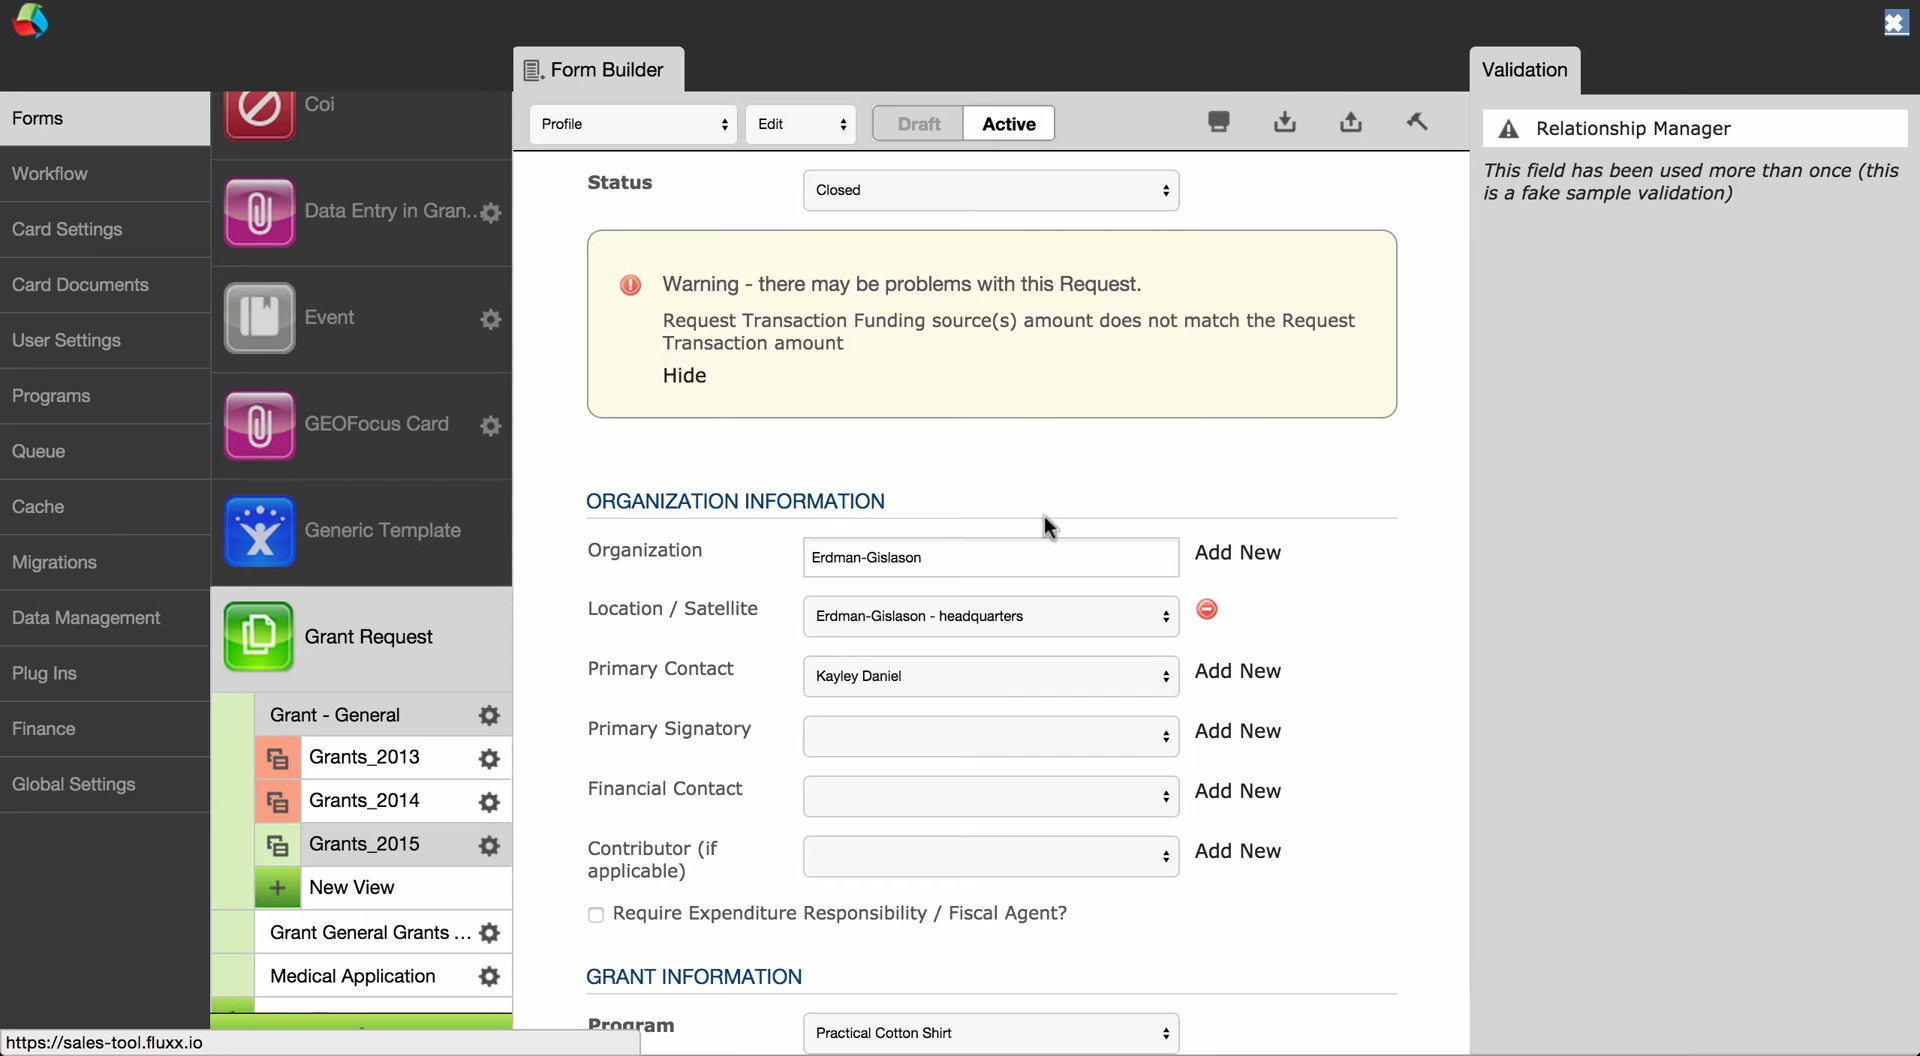 Form Builder
Validation
Forms
Workflow
Card Settings
Card Documents
User Settings
Programs
Queue
Cache
Migrations
Data Management
Plug Ins
Finance
Global Settings
Coi
Data Entry in Gran...
Event
GEOFocus Card
Generic Template
Grant Request
Grant - General
Grants_2013
Grants_2014
Grants_2015
New View
Grant General Grants ...
Medical Application
Profile
Edit
Draft
Active
Status
Closed
Warning - there may be problems with this Request.
Request Transaction Funding source(s) amount does not match the Request
Transaction amount
Hide
ORGANIZATION INFORMATION
Organization
Erdman-Gislason
Add New
Location / Satellite
Erdman-Gislason - headquarters
Primary Contact
Kayley Daniel
Add New
Primary Signatory
Add New
Financial Contact
Add New
Contributor (if
applicable)
Add New
Require Expenditure Responsibility / Fiscal Agent?
GRANT INFORMATION
Program
Practical Cotton Shirt
Relationship Manager
This field has been used more than once (this
is a fake sample validation)
https://sales-tool.fluxx.io